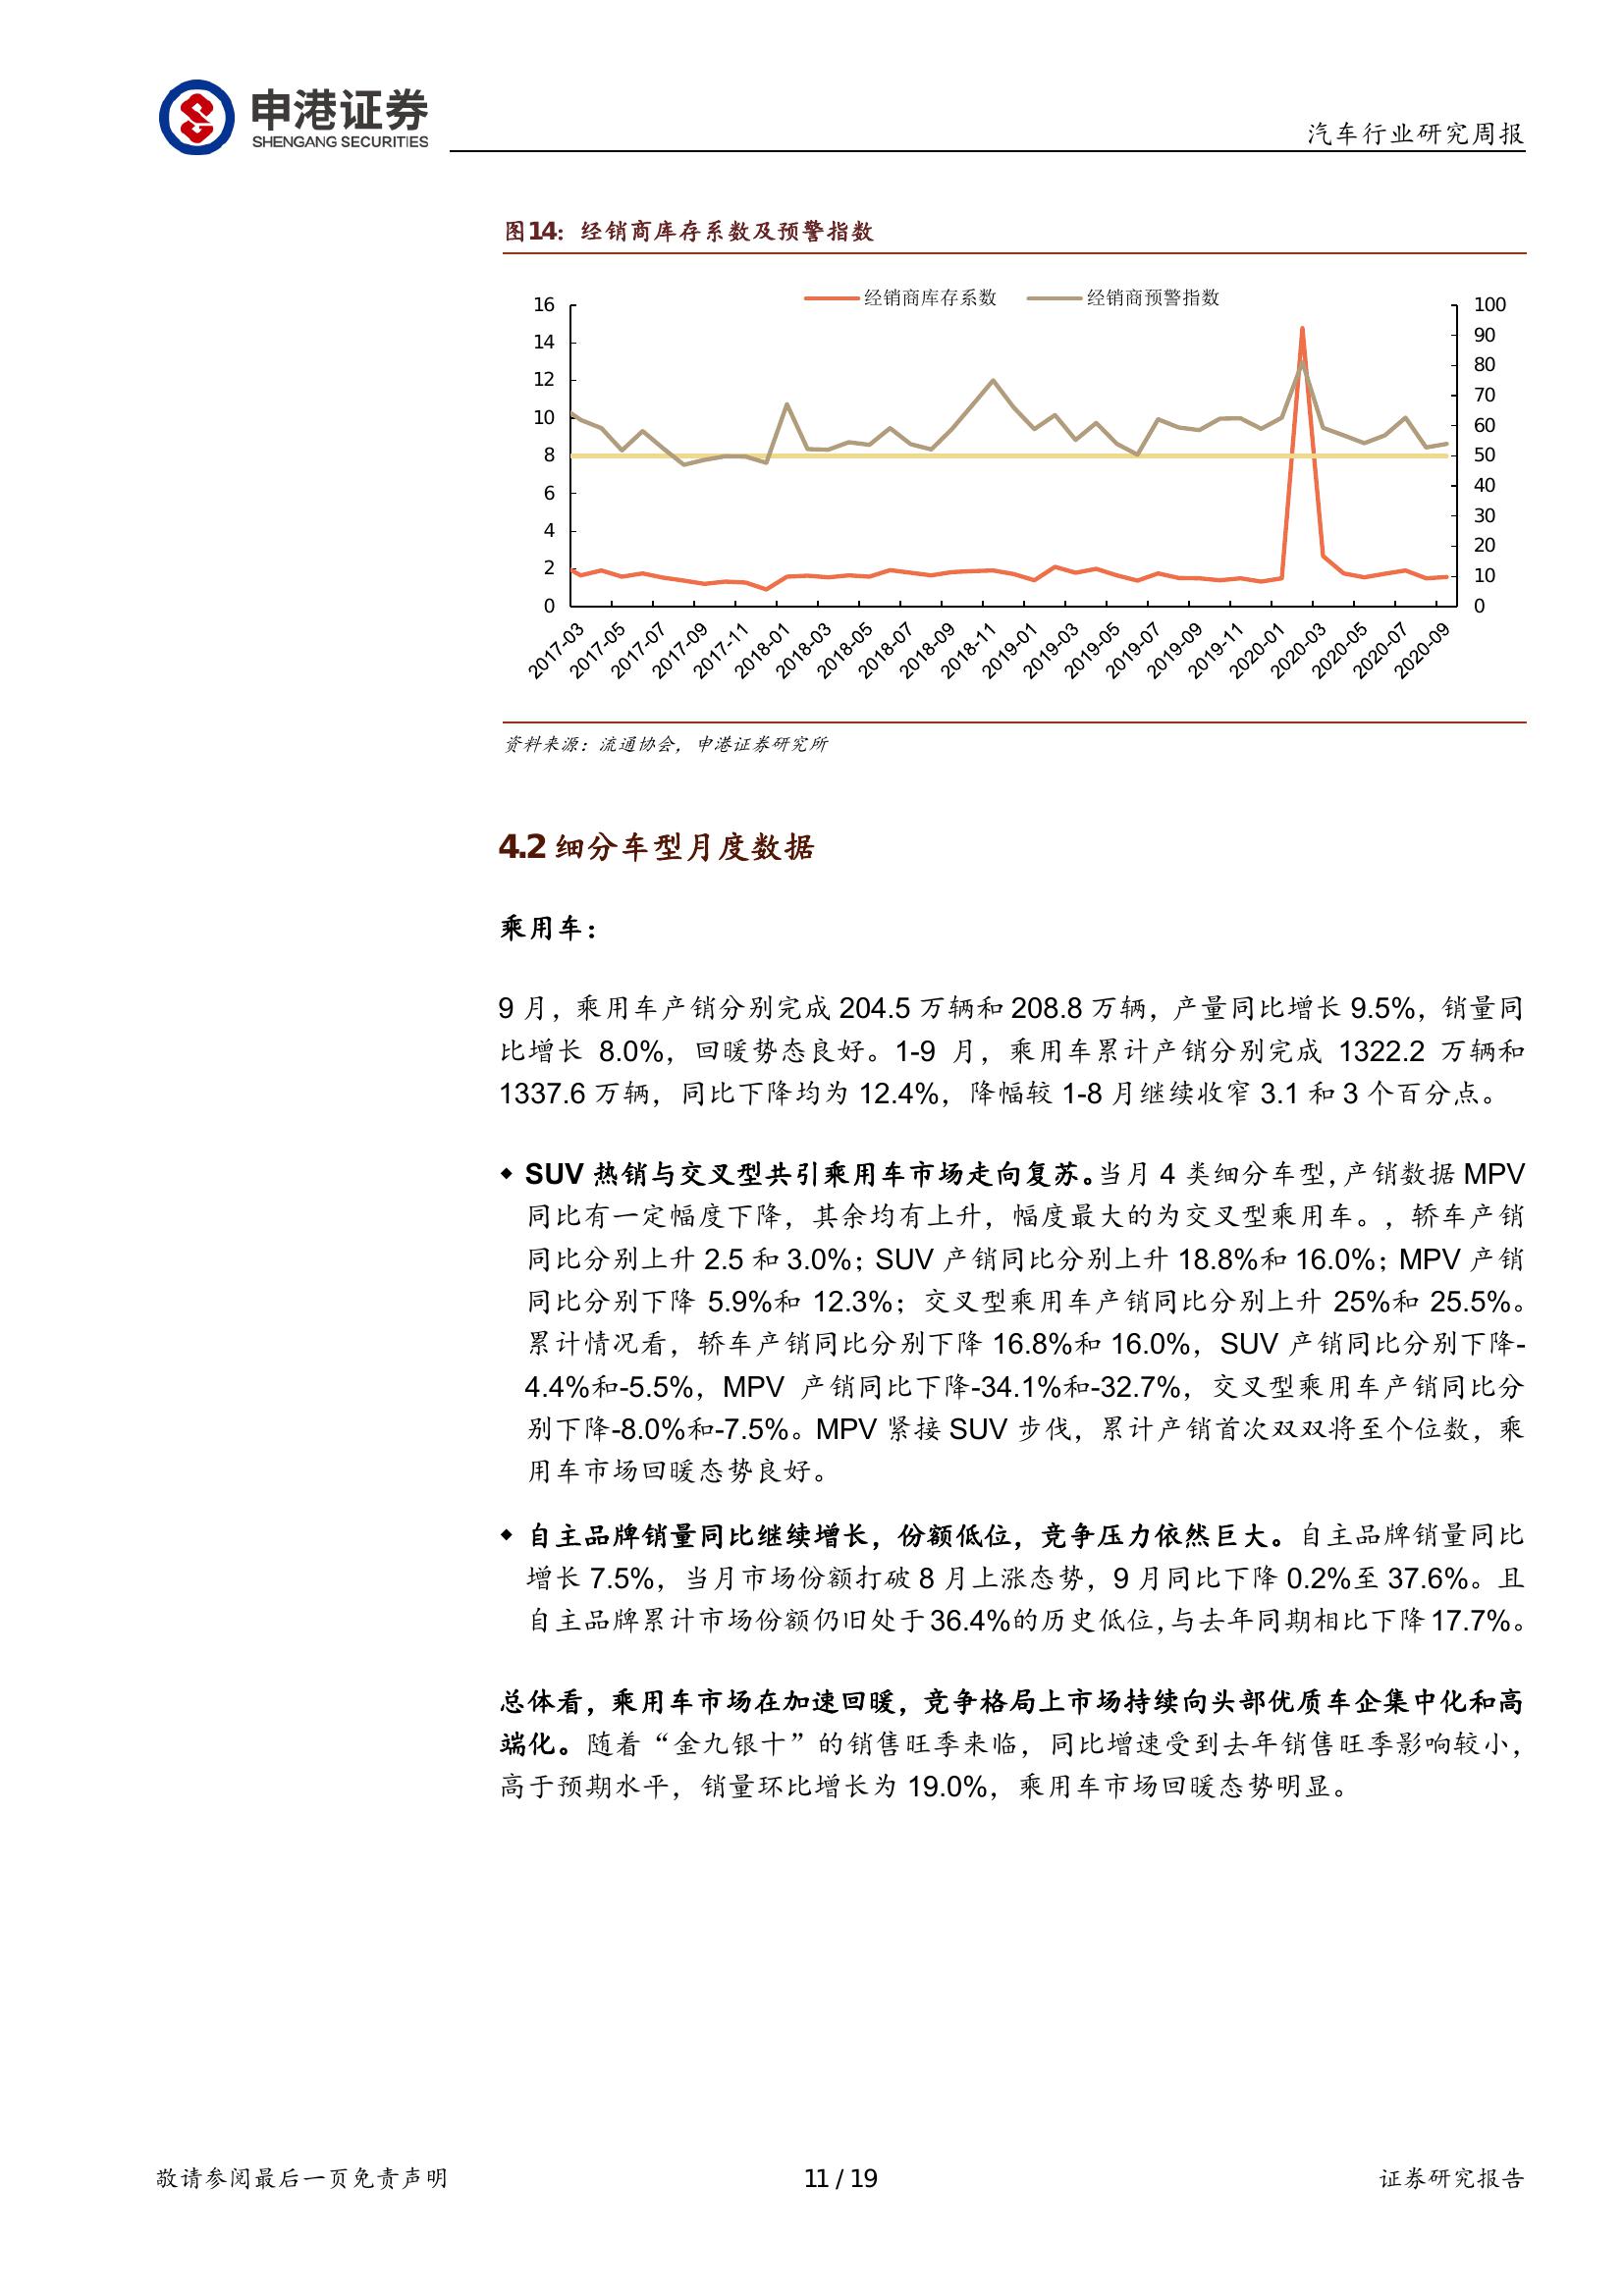 申港证券
SHENGANG SECURITIES
汽车行业研究周报
图14：经销商库存系数及预警指数
经销商库存系数 经销商预警指数
16 100
14 90
12 80
10 70
8 60
6 50
4 40
2 30
0 20
10
0
2017-03 2017-05 2017-07 2017-09 2017-11 2018-01 2018-03 2018-05 2018-07 2018-09 2018-11 2019-01 2019-03 2019-05 2019-07 2019-09 2019-11 2020-01 2020-03 2020-05 2020-07 2020-09
资料来源：流通协会，申港证券研究所
4.2 细分车型月度数据
乘用车：
9 月，乘用车产销分别完成 204.5 万辆和 208.8 万辆，产量同比增长 9.5%，销量同
比增长 8.0%，回暖势态良好。1-9 月，乘用车累计产销分别完成 1322.2 万辆和
1337.6 万辆，同比下降均为 12.4%，降幅较 1-8 月继续收窄 3.1 和 3 个百分点。
◆ SUV 热销与交叉型共引乘用车市场走向复苏。当月 4 类细分车型，产销数据 MPV
同比有一定幅度下降，其余均有上升，幅度最大的为交叉型乘用车。，轿车产销
同比分别上升 2.5 和 3.0%；SUV 产销同比分别上升 18.8%和 16.0%；MPV 产销
同比分别下降 5.9%和 12.3%；交叉型乘用车产销同比分别上升 25%和 25.5%。
累计情况看，轿车产销同比分别下降 16.8%和 16.0%，SUV 产销同比分别下降-
4.4%和-5.5%，MPV 产销同比下降-34.1%和-32.7%，交叉型乘用车产销同比分
别下降-8.0%和-7.5%。MPV 紧接 SUV 步伐，累计产销首次双双将至个位数，乘
用车市场回暖态势良好。
◆ 自主品牌销量同比继续增长，份额低位，竞争压力依然巨大。自主品牌销量同比
增长 7.5%，当月市场份额打破 8 月上涨态势，9 月同比下降 0.2%至 37.6%。且
自主品牌累计市场份额仍旧处于36.4%的历史低位，与去年同期相比下降17.7%。
总体看，乘用车市场在加速回暖，竞争格局上市场持续向头部优质车企集中化和高
端化。随着“金九银十”的销售旺季来临，同比增速受到去年销售旺季影响较小，
高于预期水平，销量环比增长为 19.0%，乘用车市场回暖态势明显。
敬请参阅最后一页免责声明 11 / 19 证券研究报告